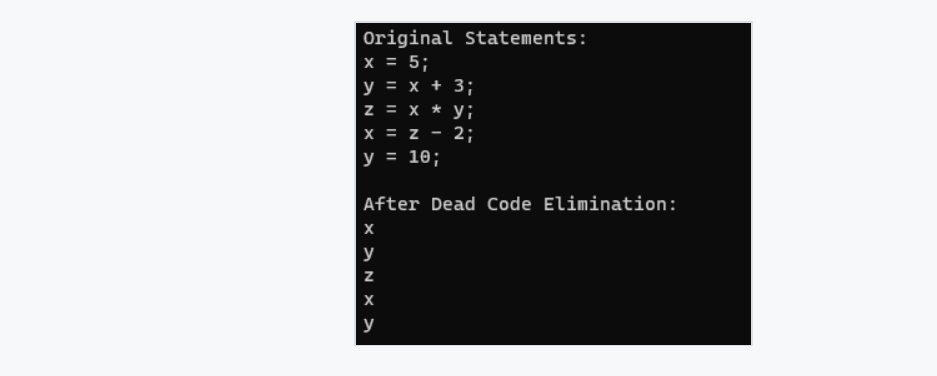 Original Statements:
x = 5;
y = x + 3;
z = x * y;
x = z - 2;
y = 10;
After Dead Code Elimination:
x
y
z
x
y